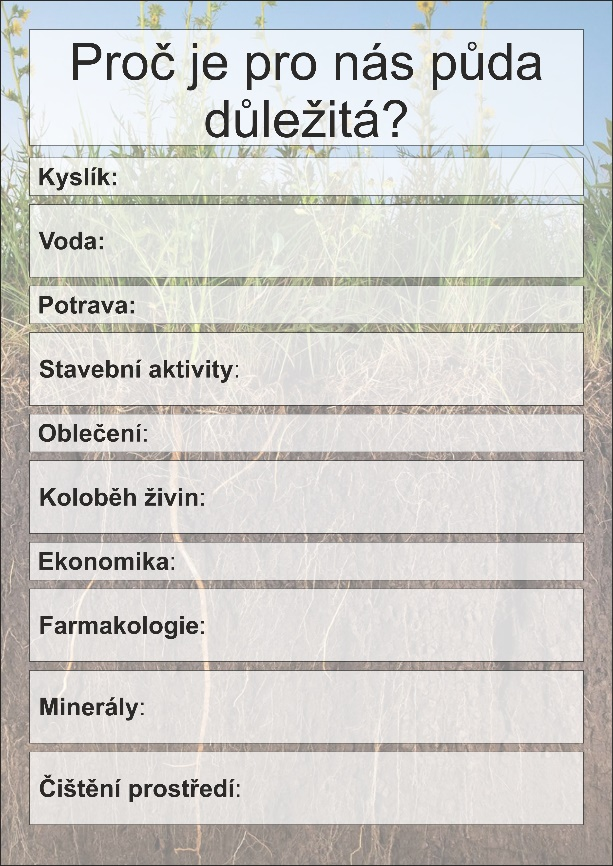 Proč je pro nás půda
důležitá?
Kyslík:
Voda:
Potrava:
Stavební aktivity:
Oblečení:
Koloběh živin:
Ekonomika:
Farmakologie:
Minerály:
Čištění prostředí: